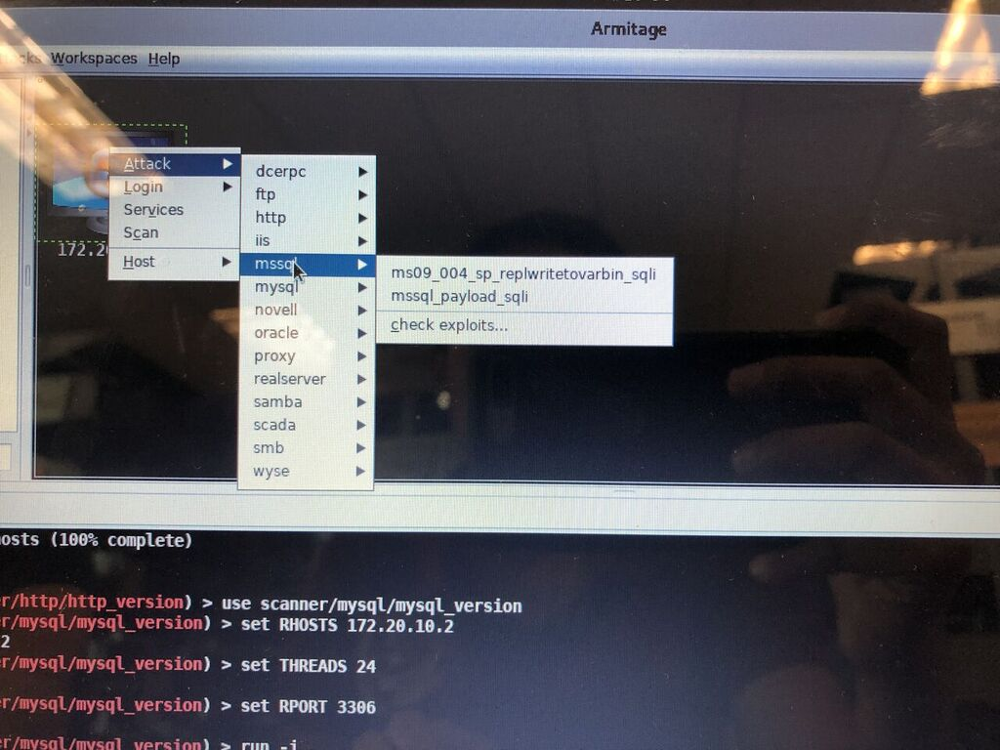 Armitage
Workspaces Help
Attack
Login
Services
Scan
Host
dcerpc
ftp
http
iis
mssql
mysql
novell
oracle
proxy
realserver
samba
scada
smb
wyse
ms09_004_sp_replwritetovarbin_sqli
mssql_payload_sqli
check exploits...
172.2
osts (100% complete)
r/http/http_version) > use scanner/mysql/mysql_version
r/mysql/mysql_version) > set RHOSTS 172.20.10.2
2
r/mysql/mysql_version) > set THREADS 24
r/mysql/mysql_version) > set RPORT 3306
r/mysql/mysql_version) > run -j